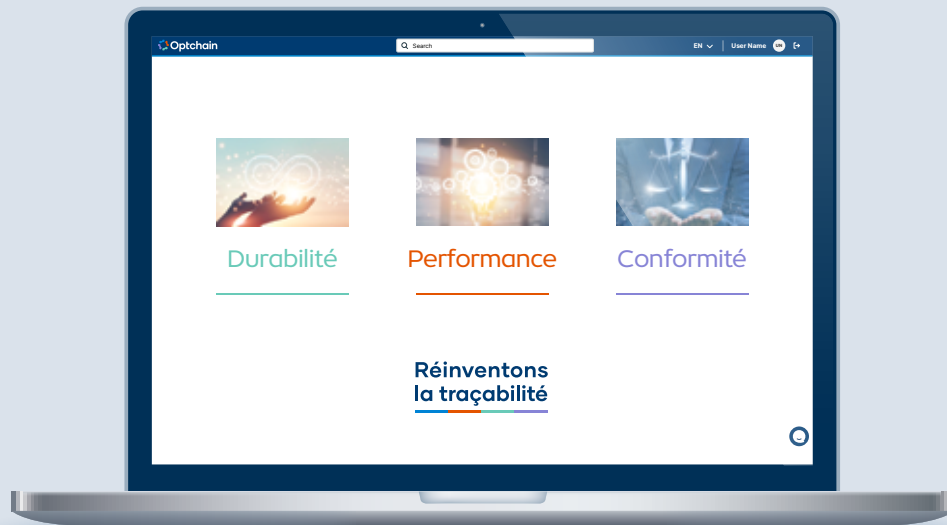 Optchain
Search
EN
User Name
UN
Durabilité
Performance
Conformité
Réinventons
la traçabilité